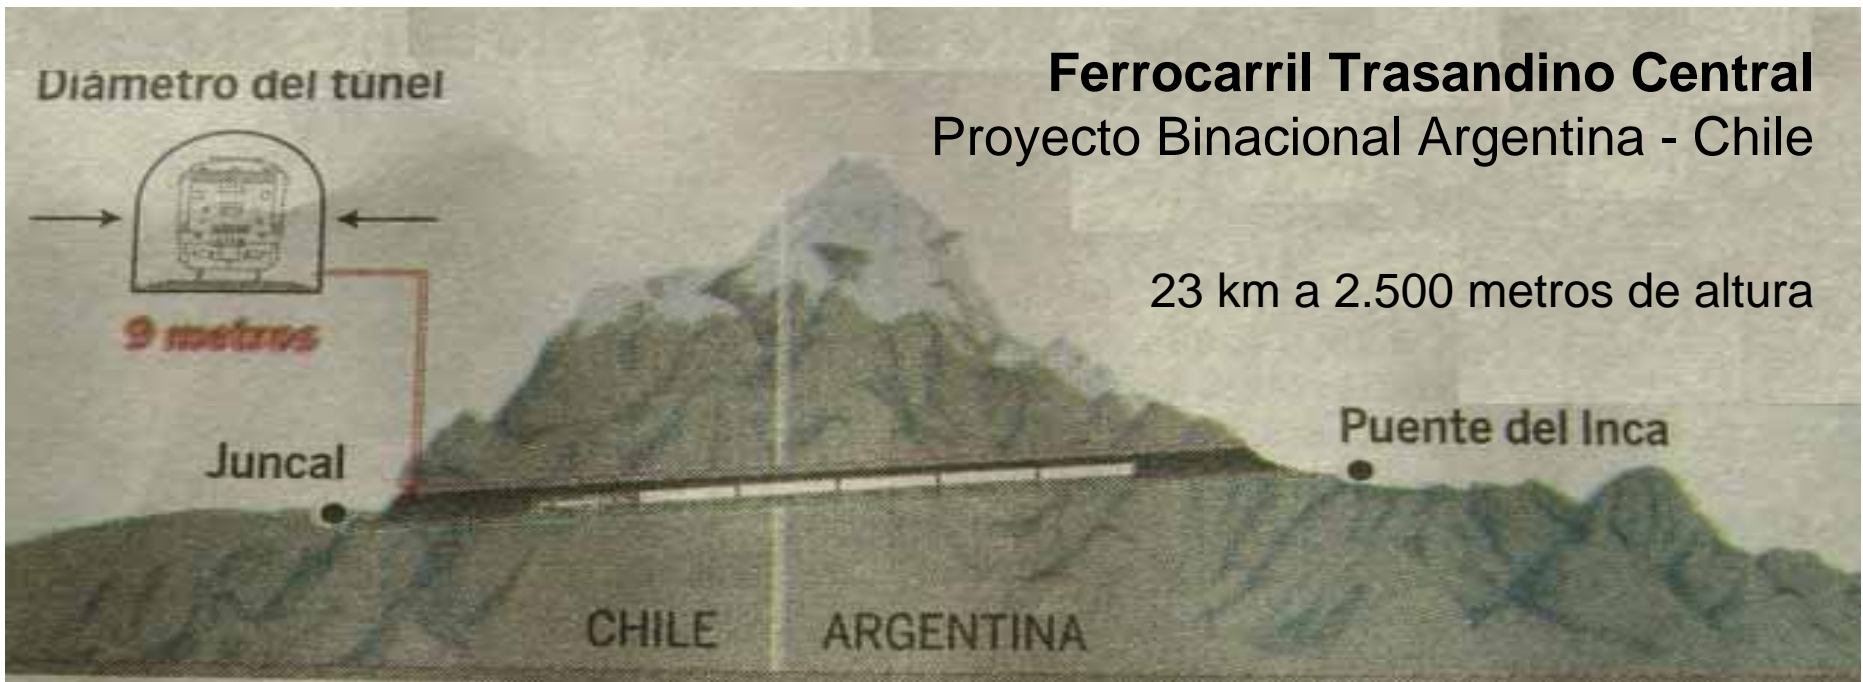 Diámetro del túnel
9 metros
Ferrocarril Trasandino Central
Proyecto Binacional Argentina - Chile
23 km a 2.500 metros de altura
Juncal
Puente del Inca
CHILE
ARGENTINA